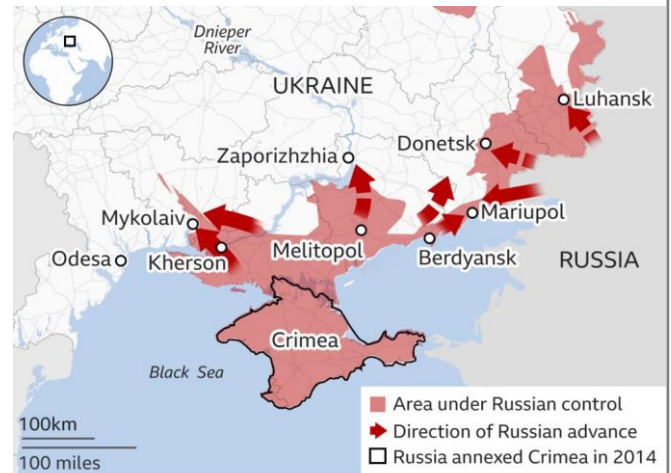 Dnieper
River
UKRAINE
Luhansk
Donetsk
Zaporizhzhia
Mykolaiv
Mariupol
Melitopol
Kherson
Berdyansk
Odesa
RUSSIA
Crimea
Black Sea
Area under Russian control
Direction of Russian advance
Russia annexed Crimea in 2014
100km
100 miles